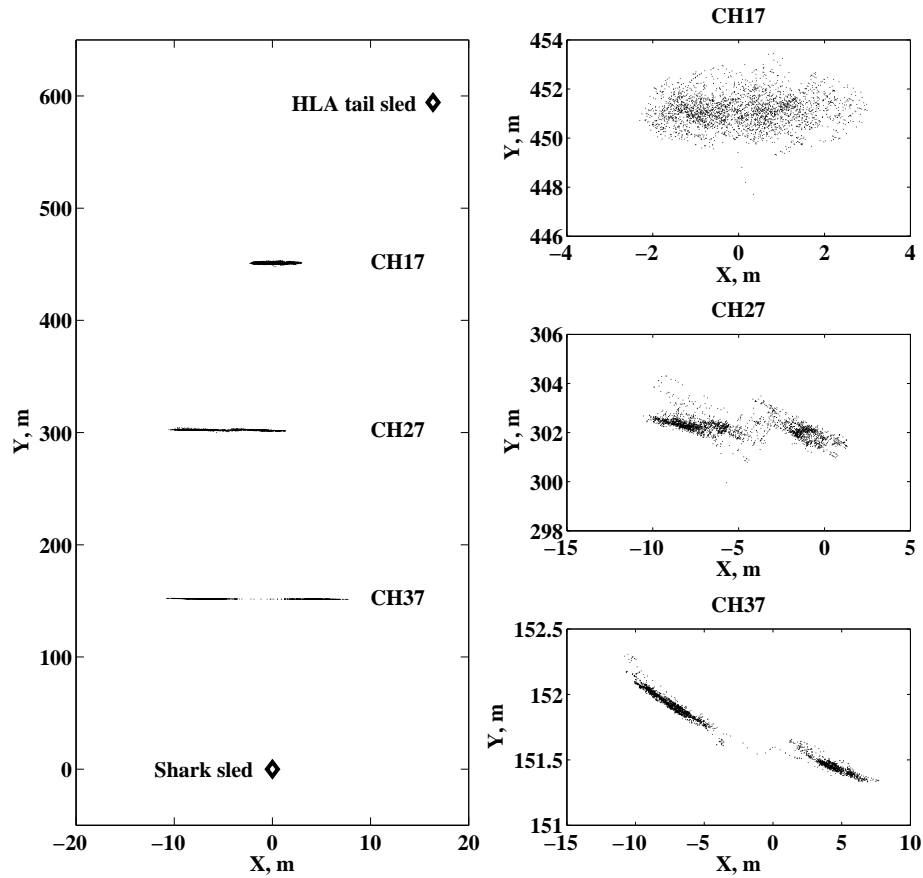 600
500
400
300
200
100
0
−20
−10
0
10
20
X, m
Y, m
HLA tail sled
CH17
CH27
CH37
Shark sled
CH17
454
452
450
448
446
−4
−2
0
2
4
X, m
Y, m
CH27
306
304
302
300
298
−15
−10
−5
0
5
X, m
Y, m
CH37
152.5
152
151.5
151
−15
−10
−5
0
5
10
X, m
Y, m